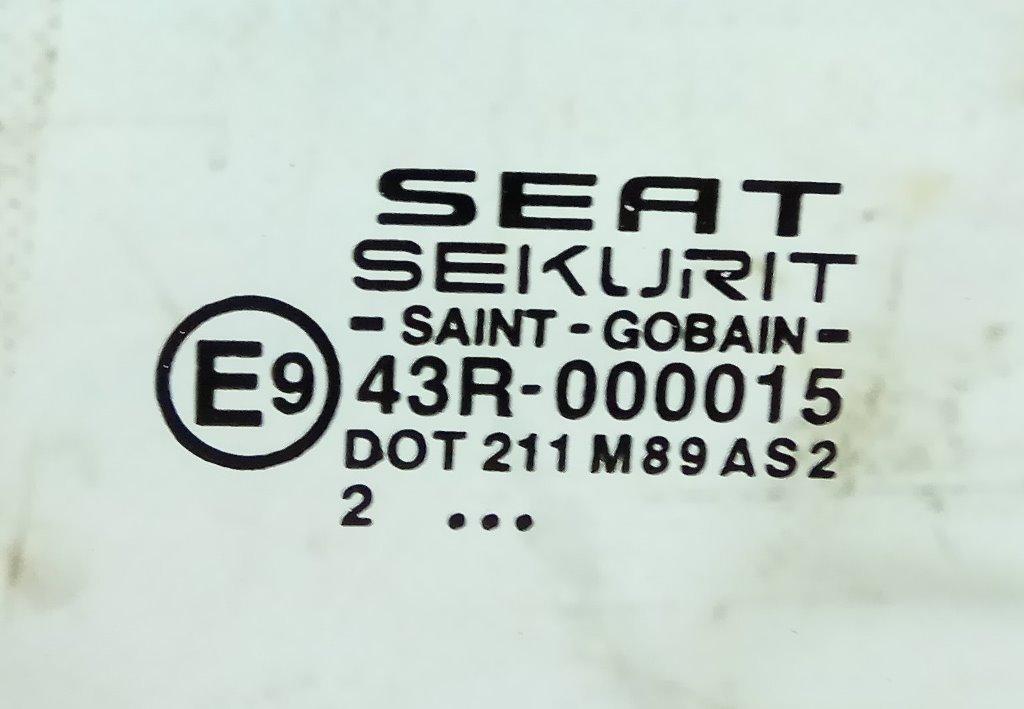 SEAT
SEKURIT
- SAINT - GOBAIN -
E9 43R-000015
DOT 211 M89 AS2
2 ...